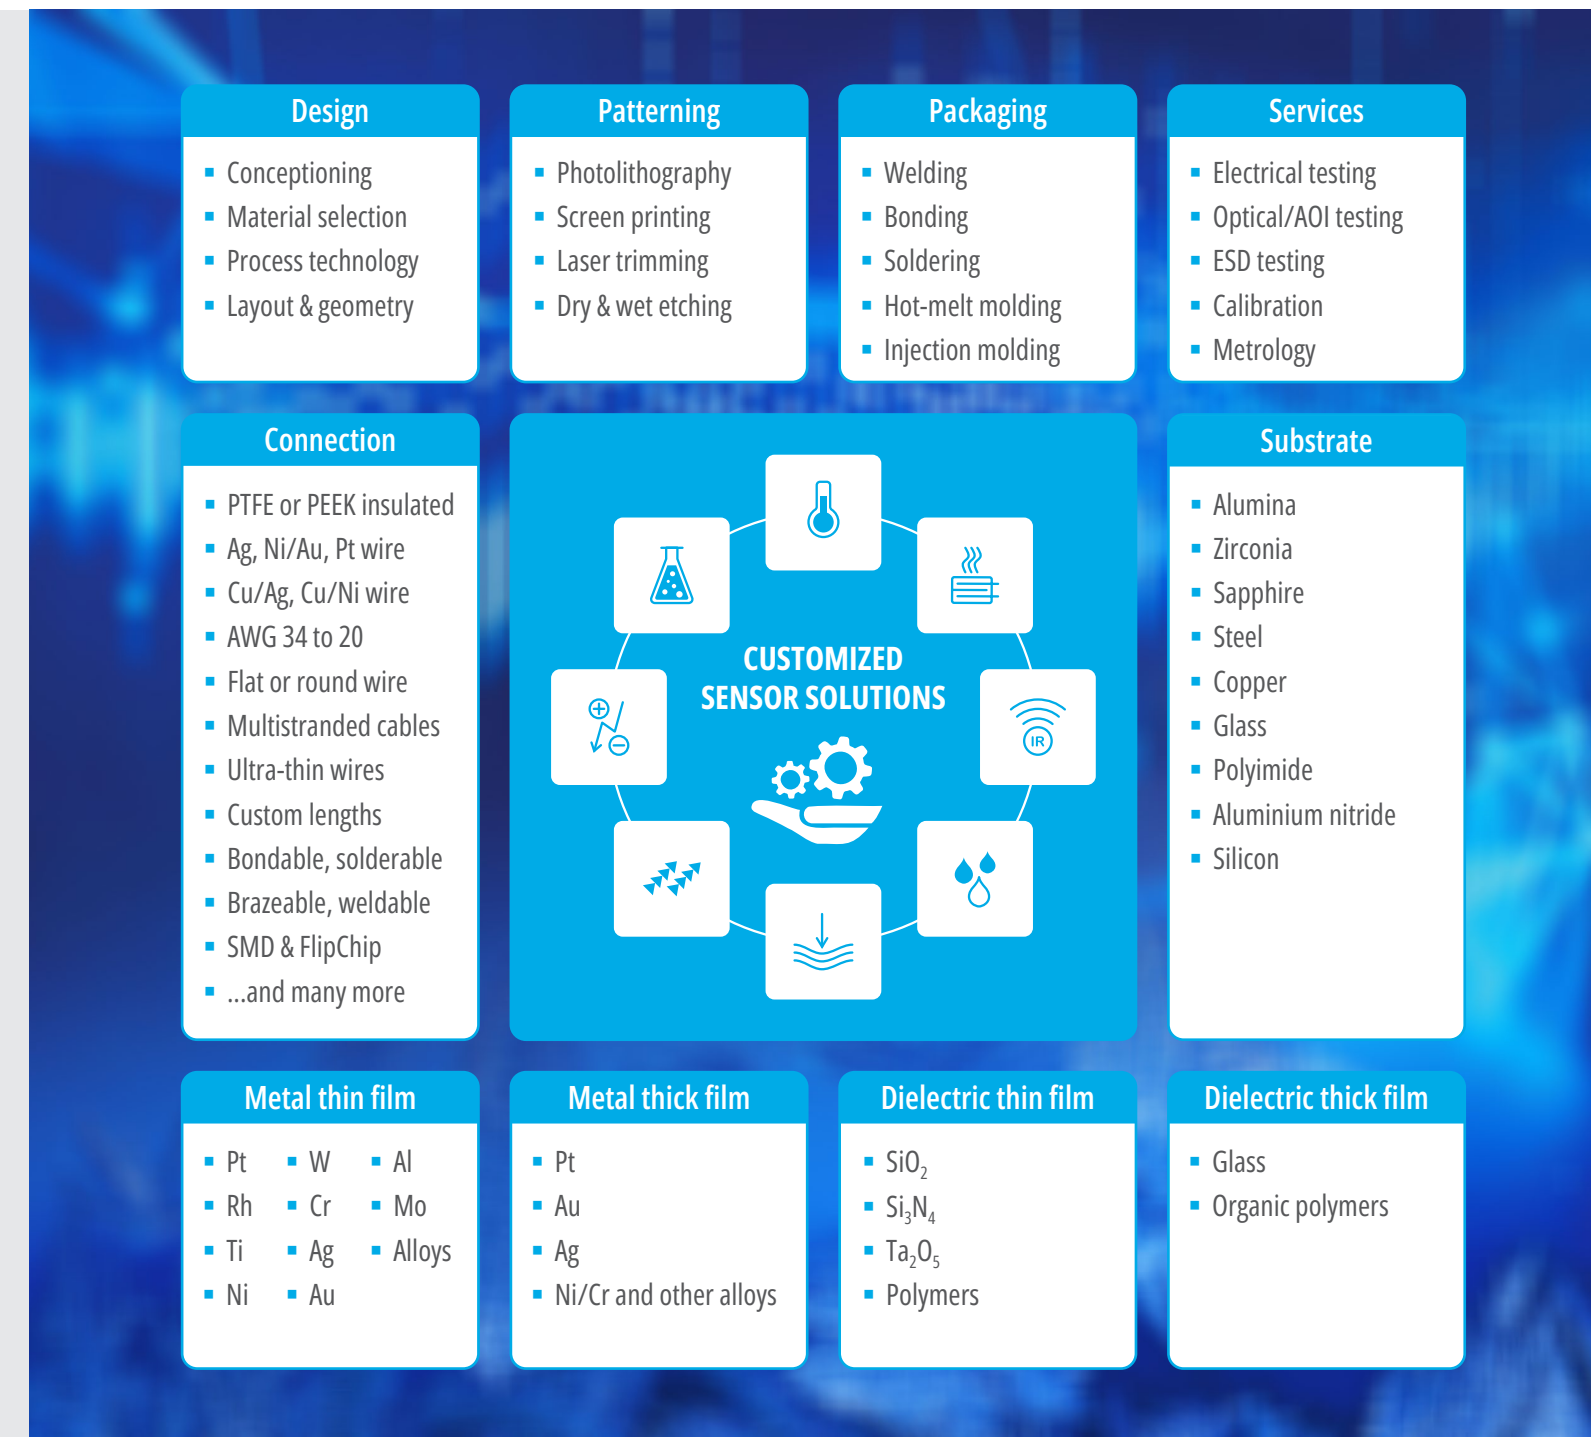 Design
Conceptioning
Material selection
Process technology
Layout & geometry
Patterning
Photolithography
Screen printing
Laser trimming
Dry & wet etching
Packaging
Welding
Bonding
Soldering
Hot-melt molding
Injection molding
Services
Electrical testing
Optical/AOI testing
ESD testing
Calibration
Metrology
Connection
PTFE or PEEK insulated
Ag, Ni/Au, Pt wire
Cu/Ag, Cu/Ni wire
AWG 34 to 20
Flat or round wire
Multistranded cables
Ultra-thin wires
Custom lengths
Bondable, solderable
Brazeable, weldable
SMD & FlipChip
...and many more
CUSTOMIZED
SENSOR SOLUTIONS
IR
Substrate
Alumina
Zirconia
Sapphire
Steel
Copper
Glass
Polyimide
Aluminium nitride
Silicon
Metal thin film
Pt
Rh
Ti
Ni
W
Cr
Ag
Au
Al
Mo
Alloys
Metal thick film
Pt
Au
Ag
Ni/Cr and other alloys
Dielectric thin film
SiO₂
Si₃N₄
Ta₂O₅
Polymers
Dielectric thick film
Glass
Organic polymers